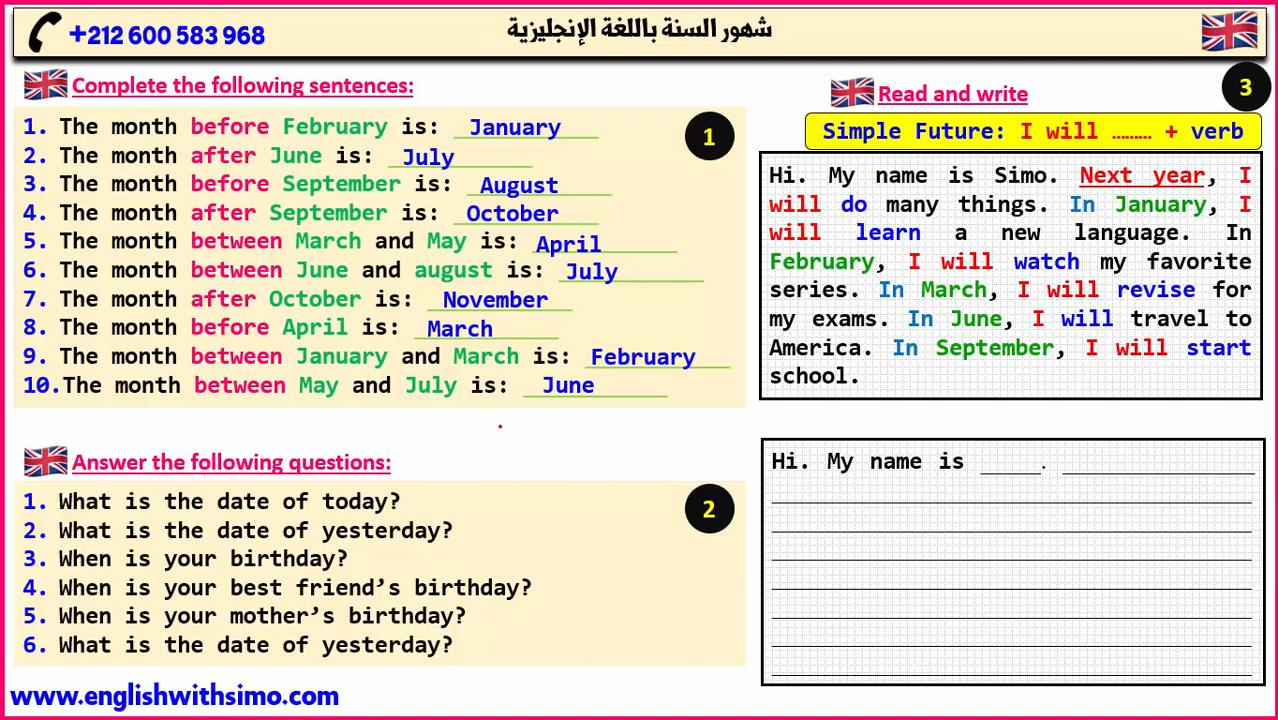 +212 600 583 968
شهور السنة باللغة الإنجليزية
Complete the following sentences:
1. The month before February is: January
2. The month after June is: July
3. The month before September is: August
4. The month after September is: October
5. The month between March and May is: April
6. The month between June and august is: July
7. The month after October is: November
8. The month before April is: March
9. The month between January and March is: February
10.The month between May and July is: June
1
Answer the following questions:
1. What is the date of today?
2. What is the date of yesterday?
3. When is your birthday?
4. When is your best friend’s birthday?
5. When is your mother’s birthday?
6. What is the date of yesterday?
2
www.englishwithsimo.com
Read and write
3
Simple Future: I will ……… + verb
Hi. My name is Simo. Next year, I
will do many things. In January, I
will learn a new language. In
February, I will watch my favorite
series. In March, I will revise for
my exams. In June, I will travel to
America. In September, I will start
school.
Hi. My name is _____. ________________